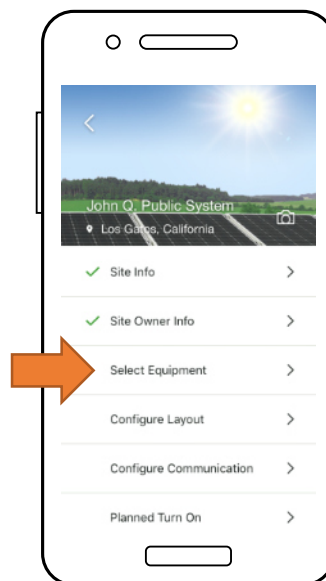 John Q. Public System
Los Gatos, California
Site Info
Site Owner Info
Select Equipment
Configure Layout
Configure Communication
Planned Turn On